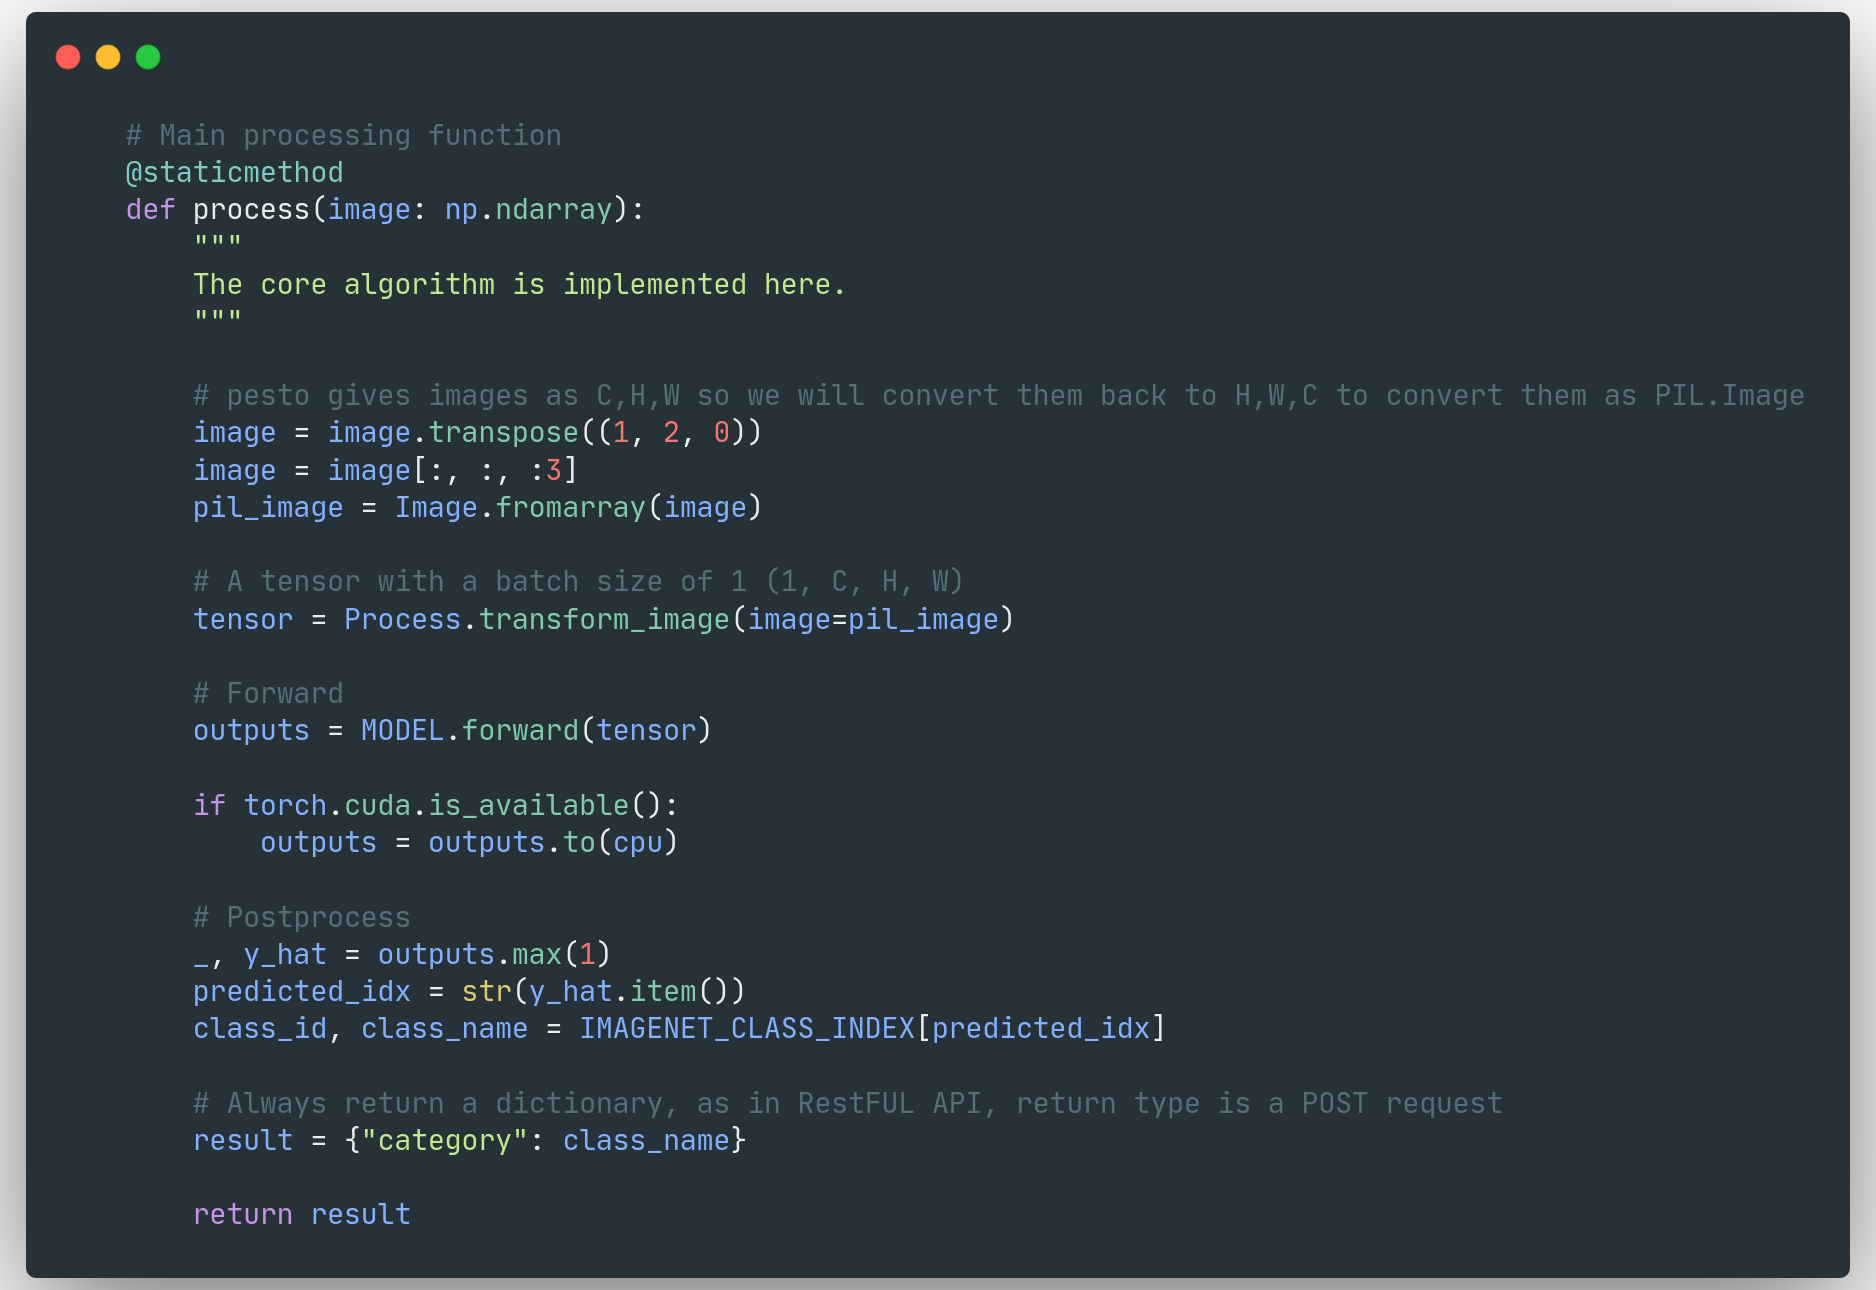 # Main processing function
@staticmethod
def process(image: np.ndarray):
    """
    The core algorithm is implemented here.
    """

    # pesto gives images as C,H,W so we will convert them back to H,W,C to convert them as PIL.Image
    image = image.transpose((1, 2, 0))
    image = image[:, :, :3]
    pil_image = Image.fromarray(image)

    # A tensor with a batch size of 1 (1, C, H, W)
    tensor = Process.transform_image(image=pil_image)

    # Forward
    outputs = MODEL.forward(tensor)

    if torch.cuda.is_available():
        outputs = outputs.to(cpu)

    # Postprocess
    _, y_hat = outputs.max(1)
    predicted_idx = str(y_hat.item())
    class_id, class_name = IMAGENET_CLASS_INDEX[predicted_idx]

    # Always return a dictionary, as in RestFUL API, return type is a POST request
    result = {"category": class_name}

    return result